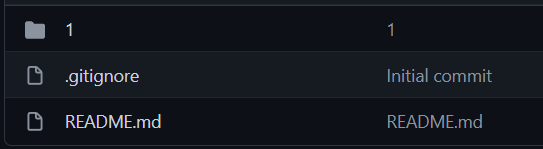 1 1
.gitignore Initial commit
README.md README.md